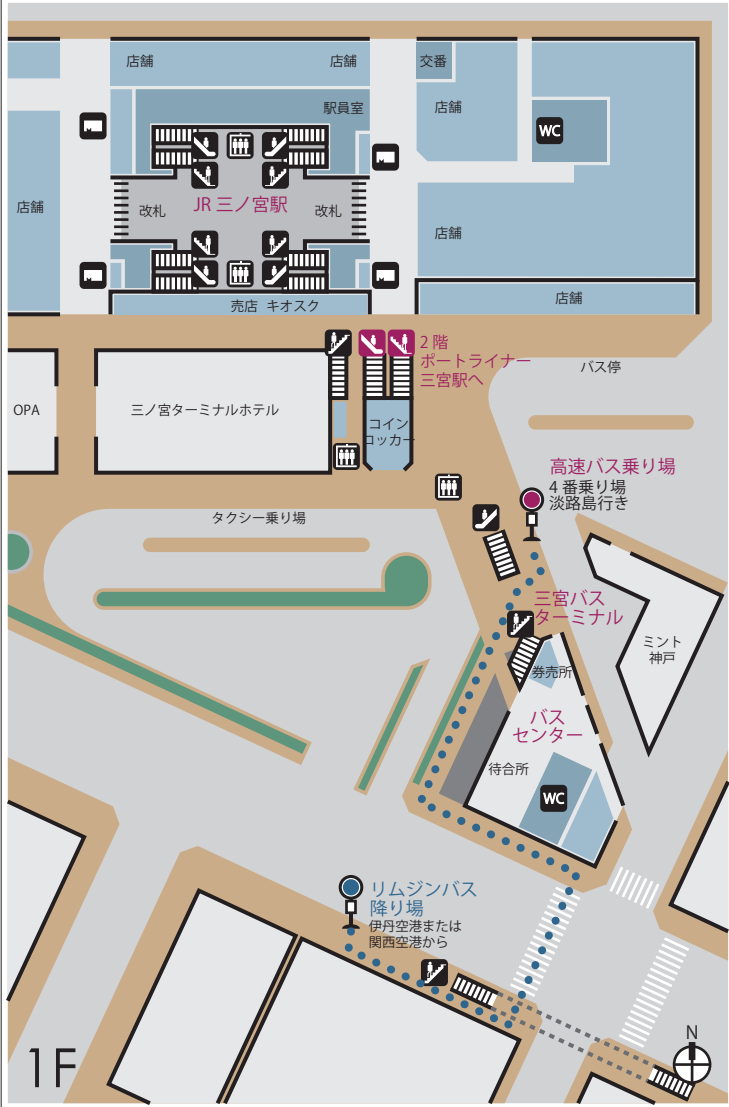 店舗
店舗
交番
駅員室
店舗
WC
店舗
改札
JR 三ノ宮駅
改札
店舗
売店 キオスク
店舗
2 階
ポートライナー
三宮駅へ
バス停
OPA
三ノ宮ターミナルホテル
コイン
ロッカー
高速バス乗り場
4 番乗り場
淡路島行き
タクシー乗り場
三宮バス
ターミナル
ミント
神戸
券売所
バス
センター
待合所
WC
リムジンバス
降り場
伊丹空港または
関西空港から
N
1F